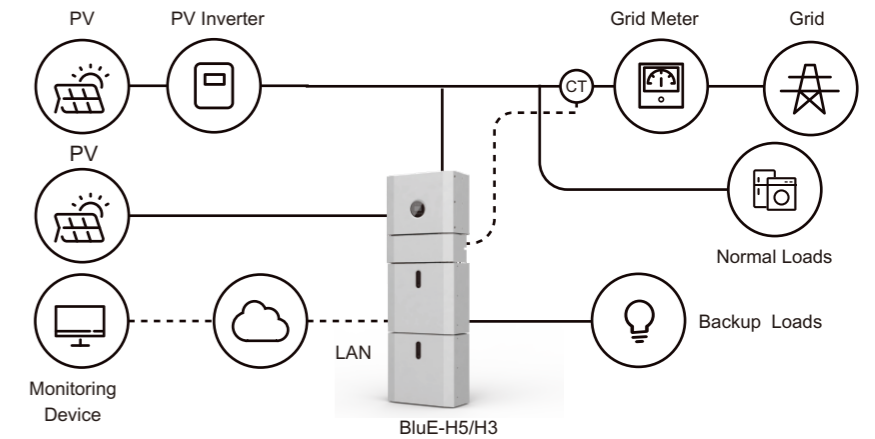 PV
PV Inverter
Grid Meter
Grid
CT
PV
Normal Loads
Backup Loads
LAN
Monitoring
Device
BluE-H5/H3